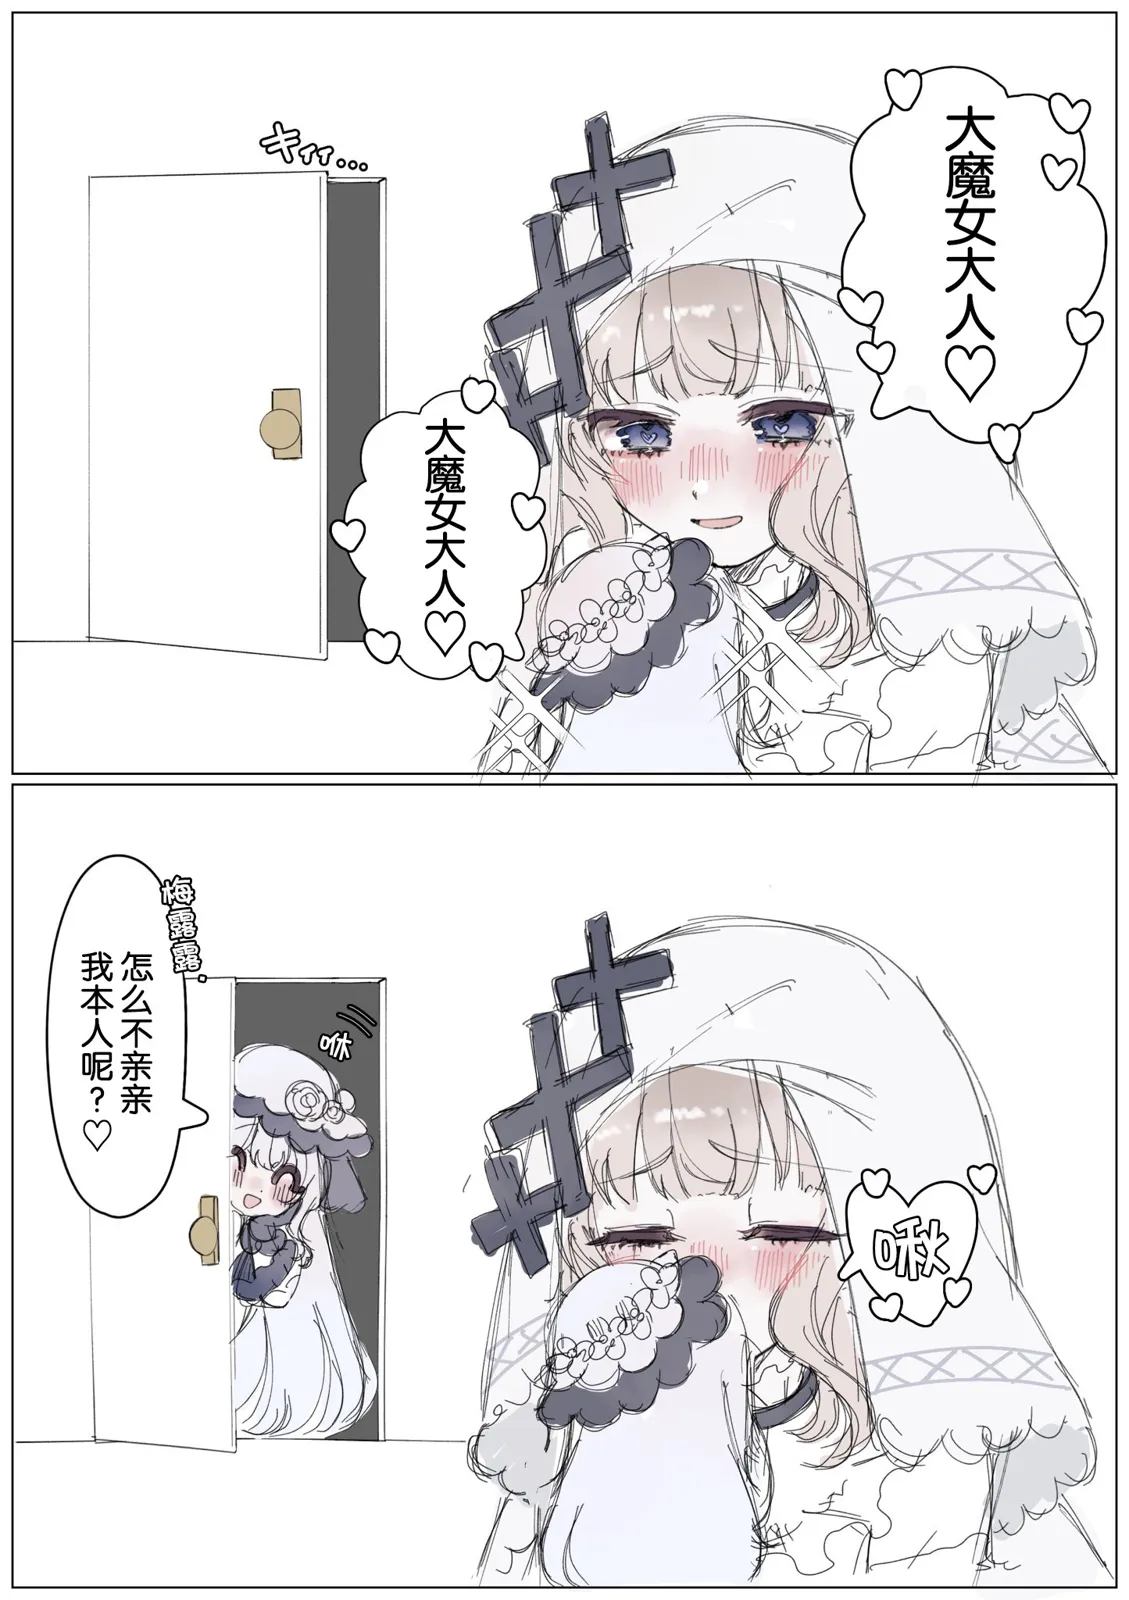 大魔女大人♡
キィィ...
大魔女大人♡
梅露露.
怎么不亲亲
我本人呢？♡
咻
啾